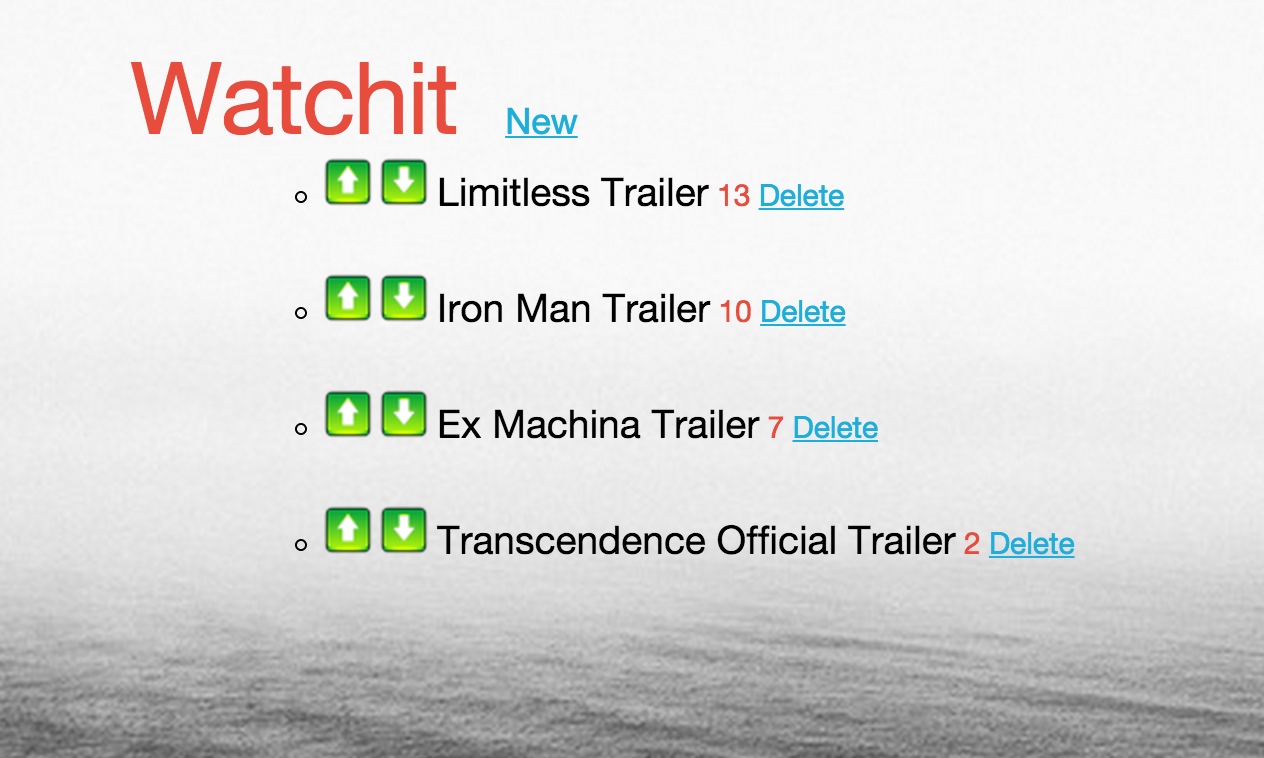 Watchit New
Limitless Trailer 13 Delete
Iron Man Trailer 10 Delete
Ex Machina Trailer 7 Delete
Transcendence Official Trailer 2 Delete